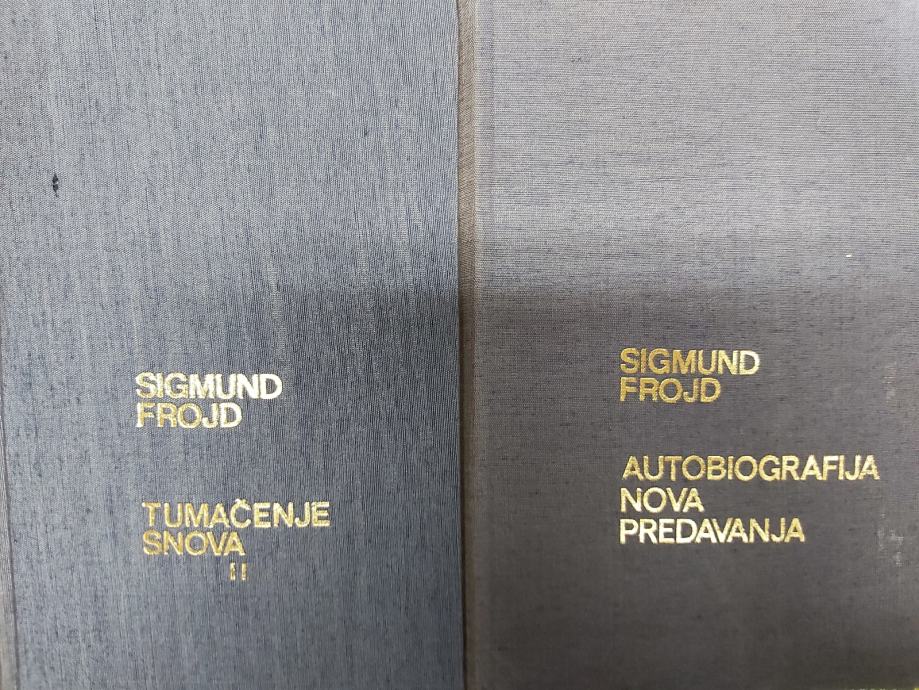 SIGMUND
FROJD
TUMAČENJE
SNOVA
II
SIGMUND
FROJD
AUTOBIOGRAFIJA
NOVA
PREDAVANJA